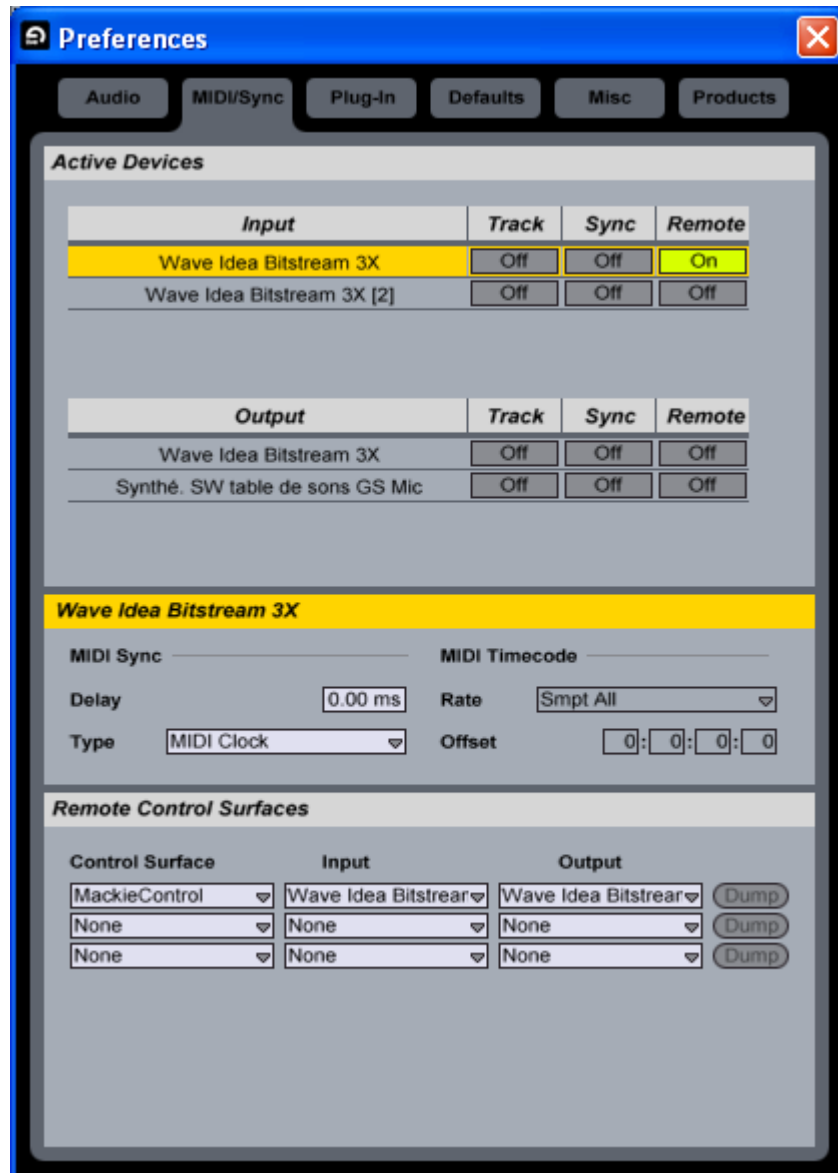 Preferences
Audio MIDI/Sync Plug-In Defaults Misc Products
Active Devices
Input Track Sync Remote
Wave Idea Bitstream 3X Off Off On
Wave Idea Bitstream 3X [2] Off Off Off
Output Track Sync Remote
Wave Idea Bitstream 3X Off Off Off
Synthé. SW table de sons GS Mic Off Off Off
Wave Idea Bitstream 3X
MIDI Sync MIDI Timecode
Delay 0.00 ms Rate Smpt All
Type MIDI Clock Offset 0: 0: 0: 0
Remote Control Surfaces
Control Surface Input Output
MackieControl Wave Idea Bitstrear Wave Idea Bitstrear Dump
None None None Dump
None None None Dump